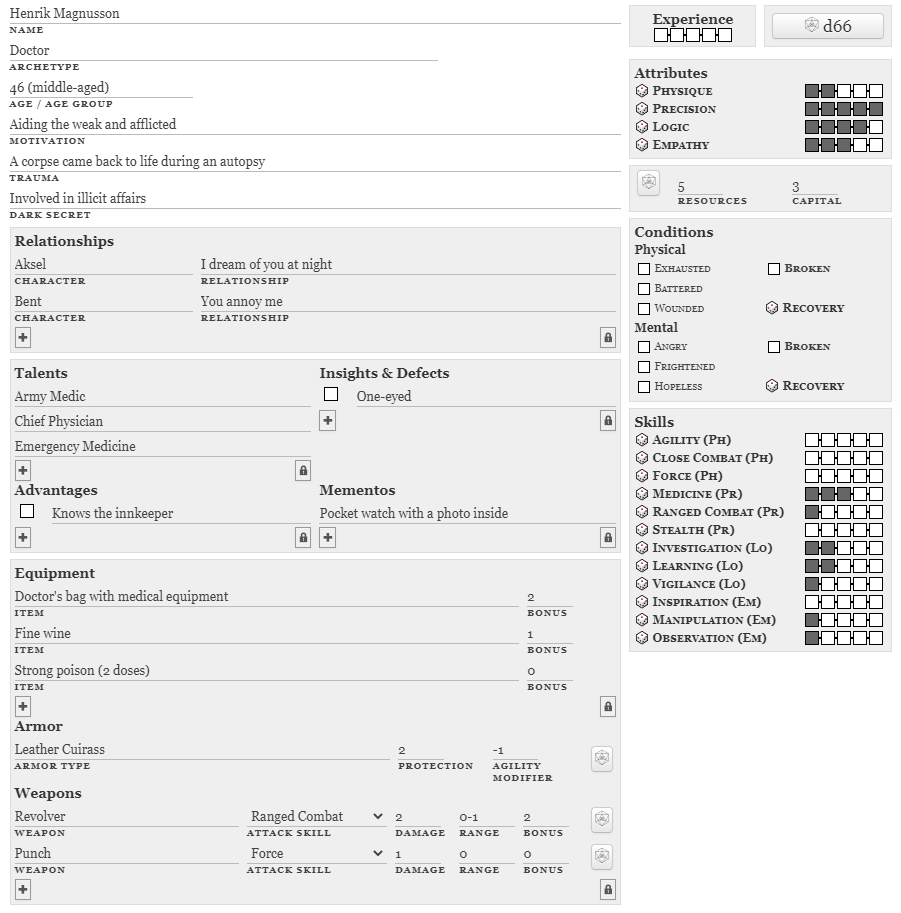 Henrik Magnusson
NAME
Doctor
ARCHETYPE
46 (middle-aged)
AGE / AGE GROUP
Aiding the weak and afflicted
MOTIVATION
A corpse came back to life during an autopsy
TRAUMA
Involved in illicit affairs
DARK SECRET
Relationships
Aksel I dream of you at night
CHARACTER RELATIONSHIP
Bent You annoy me
CHARACTER RELATIONSHIP
+
Talents
Army Medic
Chief Physician
Emergency Medicine
+
Insights & Defects
One-eyed
+
Advantages
Knows the innkeeper
+
Mementos
Pocket watch with a photo inside
+
Equipment
Doctor's bag with medical equipment 2
ITEM BONUS
Fine wine 1
ITEM BONUS
Strong poison (2 doses) 0
ITEM BONUS
+
Armor
Leather Cuirass 2 -1
ARMOR TYPE PROTECTION AGILITY
MODIFIER
Weapons
Revolver Ranged Combat 2 0-1 2
WEAPON ATTACK SKILL DAMAGE RANGE BONUS
Punch Force 1 0 0
WEAPON ATTACK SKILL DAMAGE RANGE BONUS
+
Experience
d66
Attributes
PHYSIQUE
PRECISION
LOGIC
EMPATHY
5 3
RESOURCES CAPITAL
Conditions
Physical
EXHAUSTED BROKEN
BATTERED
WOUNDED RECOVERY
Mental
ANGRY BROKEN
FRIGHTENED
HOPELESS RECOVERY
Skills
AGILITY (PH)
CLOSE COMBAT (PH)
FORCE (PH)
MEDICINE (PR)
RANGED COMBAT (PR)
STEALTH (PR)
INVESTIGATION (LO)
LEARNING (LO)
VIGILANCE (LO)
INSPIRATION (EM)
MANIPULATION (EM)
OBSERVATION (EM)